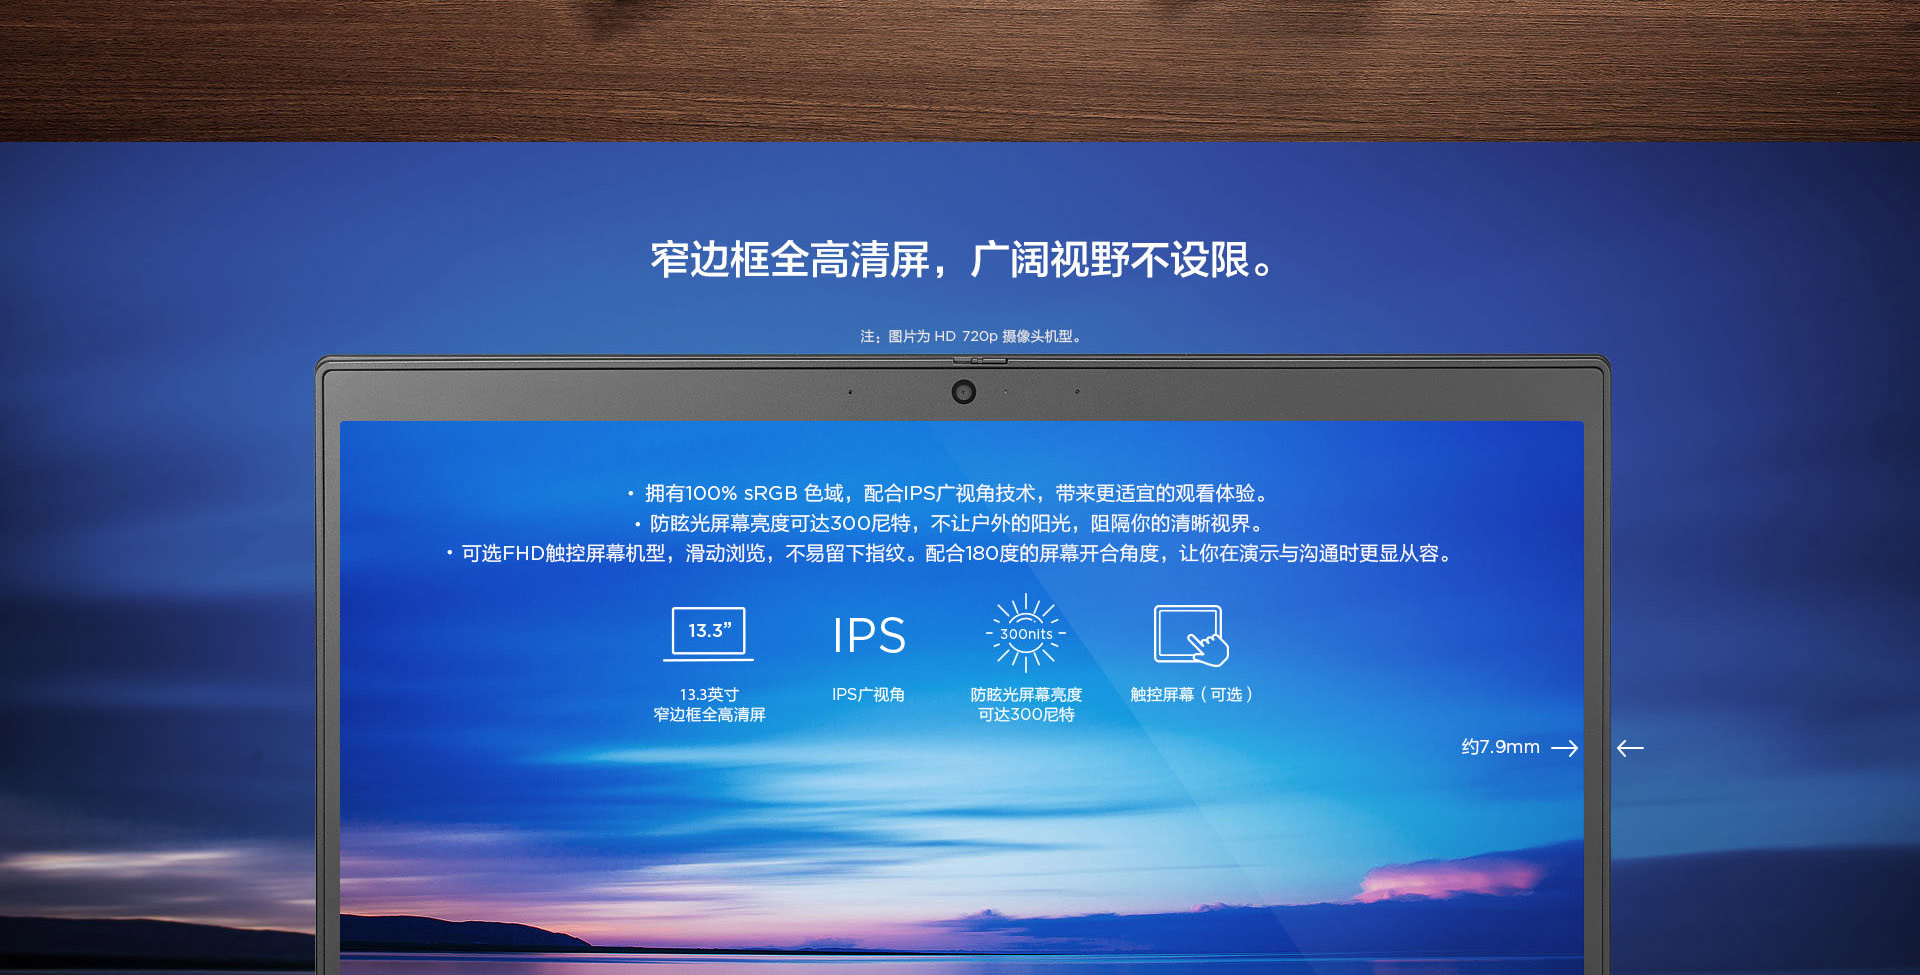 窄边框全高清屏，广阔视野不设限。
注：图片为 HD 720p 摄像头机型。
• 拥有100% sRGB 色域，配合IPS广视角技术，带来更适宜的观看体验。
• 防眩光屏幕亮度可达300尼特，不让户外的阳光，阻隔你的清晰视界。
• 可选FHD触控屏幕机型，滑动浏览，不易留下指纹。配合180度的屏幕开合角度，让你在演示与沟通时更显从容。
13.3”
IPS
300nits
13.3英寸
窄边框全高清屏
IPS广视角
防眩光屏幕亮度
可达300尼特
触控屏幕（可选）
约7.9mm